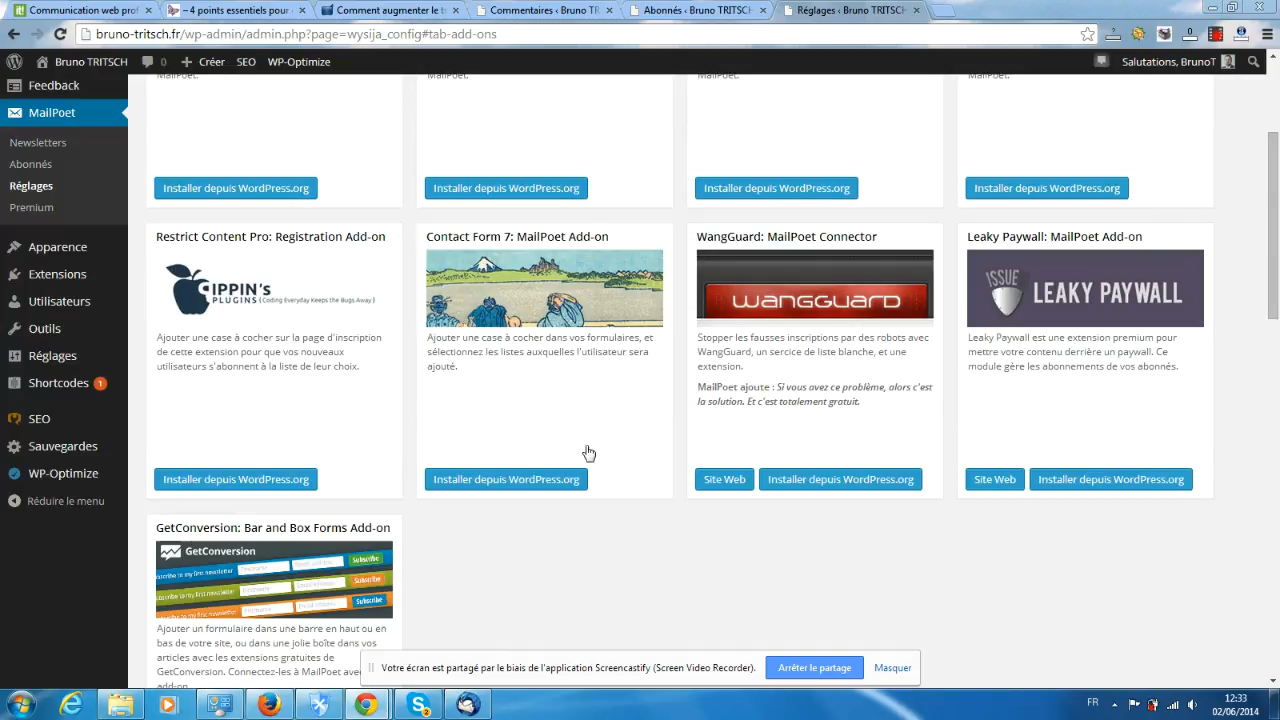 Communication web prof
– 4 points essentiels pour
Comment augmenter le t
Commentaires ‹ Bruno TR
Abonnés ‹ Bruno TRITSCH
Réglages ‹ Bruno TRITSCH
bruno-tritsch.fr/wp-admin/admin.php?page=wysija_config#tab-add-ons
Bruno TRITSCH
0
Créer
SEO
WP-Optimize
Salutations, BrunoT
Feedback
MailPoet
Newsletters
Abonnés
Réglages
Premium
Apparence
Extensions
Utilisateurs
Outils
Réglages
Shortcodes 1
SEO
Sauvegardes
WP-Optimize
Réduire le menu
MailPoet.
MailPoet.
MailPoet.
MailPoet.
Installer depuis WordPress.org
Installer depuis WordPress.org
Installer depuis WordPress.org
Installer depuis WordPress.org
Restrict Content Pro: Registration Add-on
IPPIN'S
PLUGINS {Coding Everyday Keeps the Bugs Away}
Ajouter une case à cocher sur la page d'inscription
de cette extension pour que vos nouveaux
utilisateurs s'abonnent à la liste de leur choix.
Installer depuis WordPress.org
Contact Form 7: MailPoet Add-on
Ajouter une case à cocher dans vos formulaires, et
sélectionnez les listes auxquelles l'utilisateur sera
ajouté.
Installer depuis WordPress.org
WangGuard: MailPoet Connector
WANGGUARD
Stopper les fausses inscriptions par des robots avec
WangGuard, un sercice de liste blanche, et une
extension.
MailPoet ajoute : Si vous avez ce problème, alors c'est
la solution. Et c'est totalement gratuit.
Site Web
Installer depuis WordPress.org
Leaky Paywall: MailPoet Add-on
ISSUE
LEAKY PAYWALL
Leaky Paywall est une extension premium pour
mettre votre contenu derrière un paywall. Ce
module gère les abonnements de vos abonnés.
Site Web
Installer depuis WordPress.org
GetConversion: Bar and Box Forms Add-on
GetConversion
Subscribe
Subscribe
Subscribe
Ajouter un formulaire dans une barre en haut ou en
bas de votre site, ou dans une jolie boîte dans vos
articles avec les extensions gratuites de
GetConversion. Connectez-les à MailPoet avec
add-on.
Votre écran est partagé par le biais de l'application Screencastify (Screen Video Recorder).
Arrêter le partage
Masquer
FR
12:33
02/06/2014